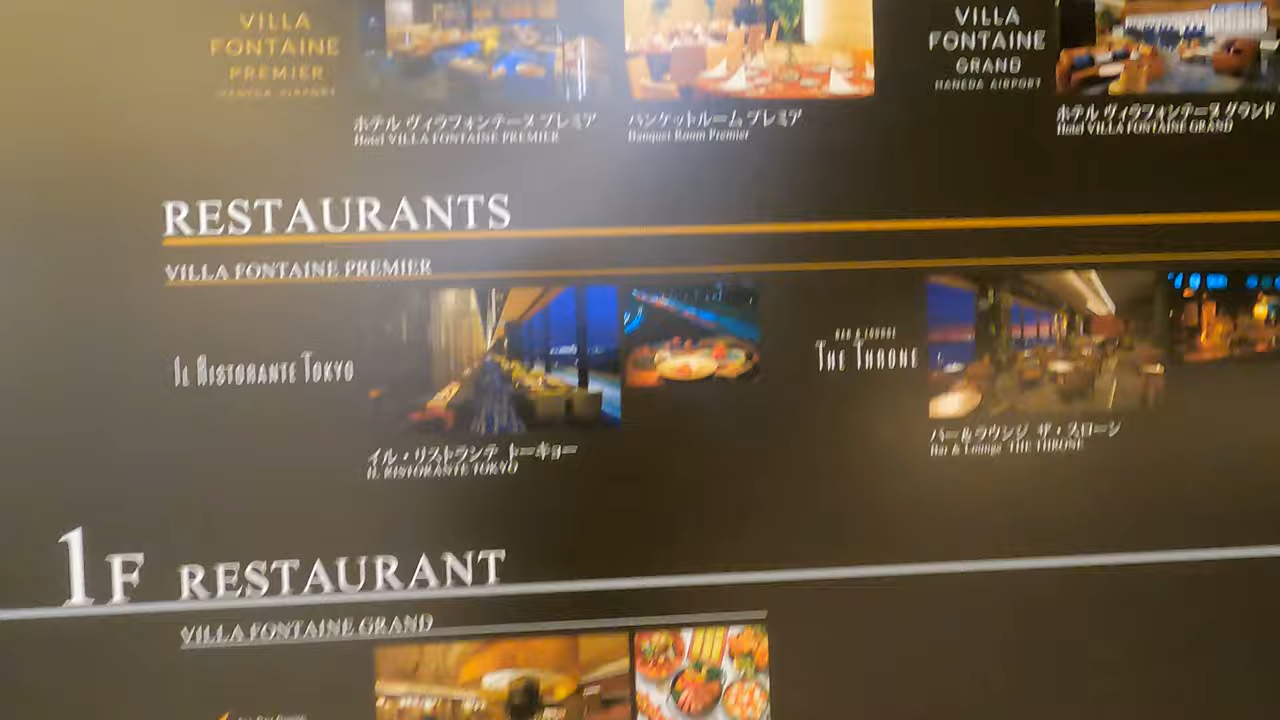 VILLA
FONTAINE
PREMIER
HANEDA AIRPORT
ホテル ヴィラフォンテーヌ プレミア
Hotel VILLA FONTAINE PREMIER
バンケットルーム プレミア
Banquet Room Premier
VILLA
FONTAINE
GRAND
HANEDA AIRPORT
ホテル ヴィラフォンテーヌ グランド
Hotel VILLA FONTAINE GRAND
RESTAURANTS
VILLA FONTAINE PREMIER
IL RISTORANTE TOKYO
イル・リストランテ トーキョー
IL RISTORANTE TOKYO
BAR & LOUNGE
THE THRONE
バー&ラウンジ ザ・スローン
Bar & Lounge THE THRONE
1F RESTAURANT
VILLA FONTAINE GRAND